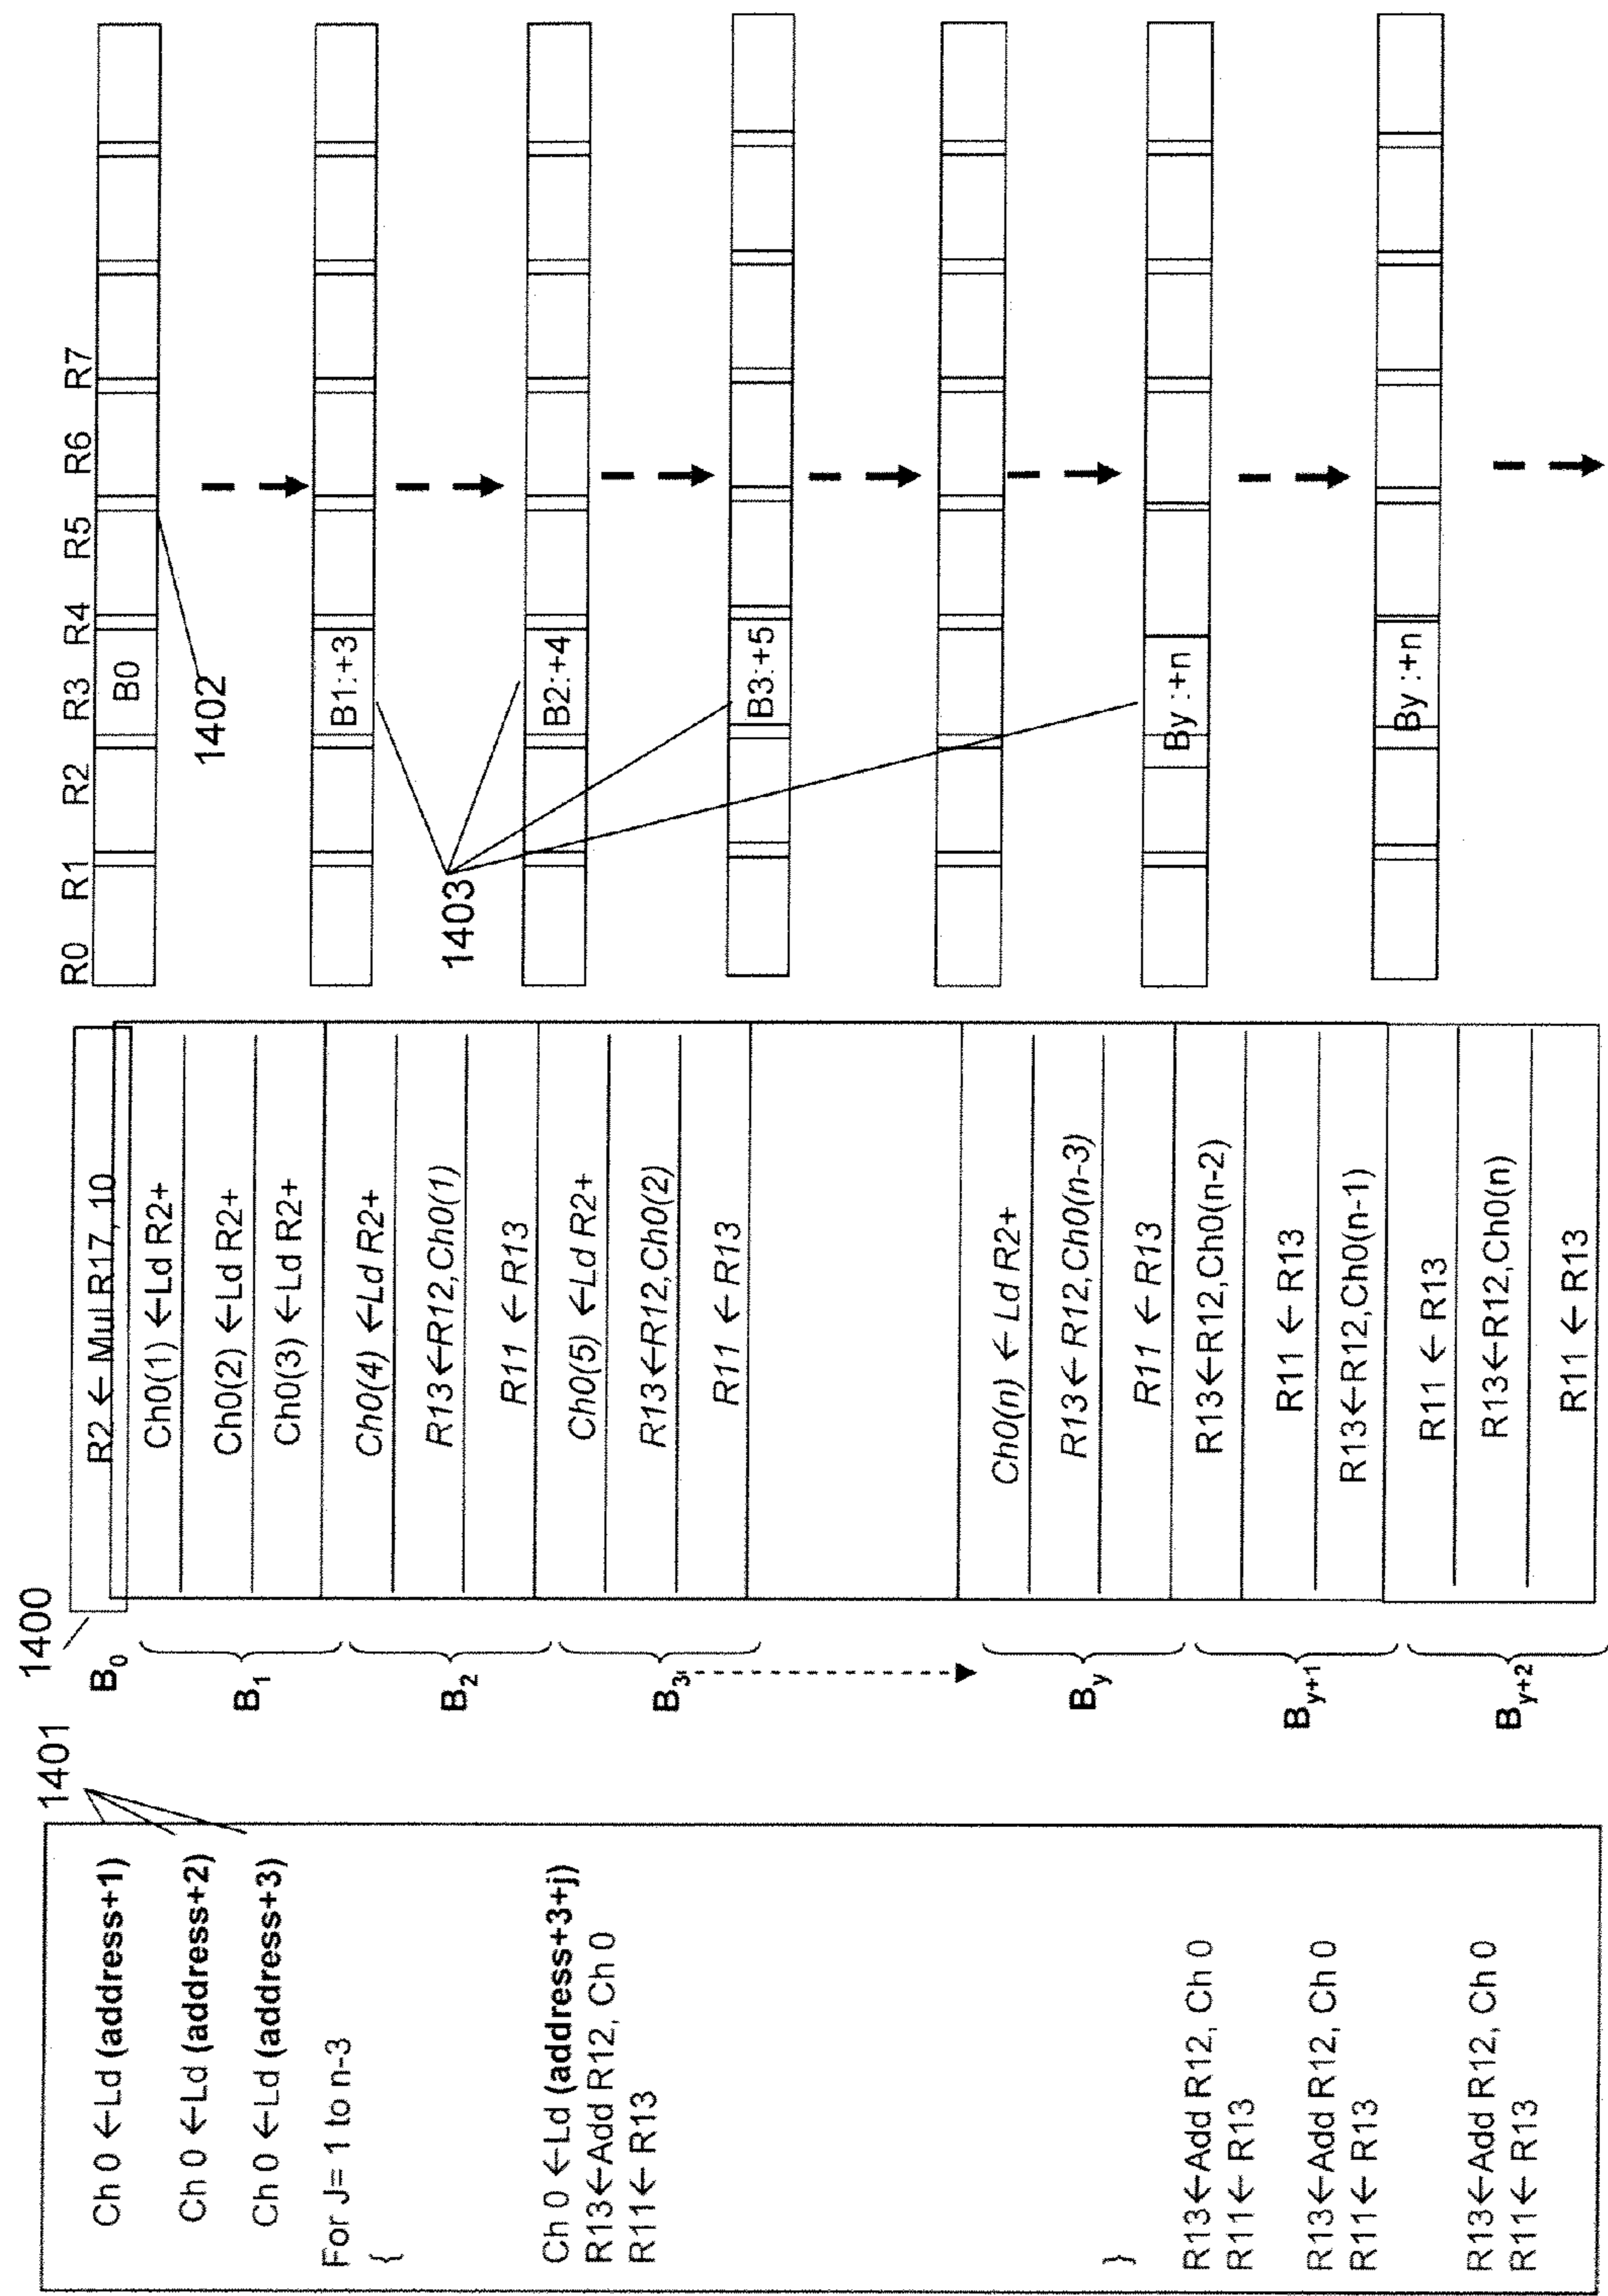 1401
Ch 0 ←Ld (address+1)
Ch 0 ←Ld (address+2)
Ch 0 ←Ld (address+3)
For J= 1 to n-3
{
Ch 0 ←Ld (address+3+j)
R13←Add R12, Ch 0
R11← R13
}
R13←Add R12, Ch 0
R11← R13
R13←Add R12, Ch 0
R11← R13
R13←Add R12, Ch 0
R11← R13
1400
B0
B1
B2
B3
By
By+1
By+2
R2 ← Mul R17, 10
Ch0(1) ←Ld R2+
Ch0(2) ←Ld R2+
Ch0(3) ←Ld R2+
Ch0(4) ←Ld R2+
R13←R12,Ch0(1)
R11 ← R13
Ch0(5) ←Ld R2+
R13←R12,Ch0(2)
R11 ← R13
Ch0(n) ← Ld R2+
R13← R12,Ch0(n-3)
R11 ← R13
R13←R12,Ch0(n-2)
R11 ← R13
R13←R12,Ch0(n-1)
R11 ← R13
R13←R12,Ch0(n)
R11 ← R13
R0 R1 R2 R3 R4 R5 R6 R7
B0
1402
B1:+3
1403
B2:+4
B3:+5
By :+n
By :+n